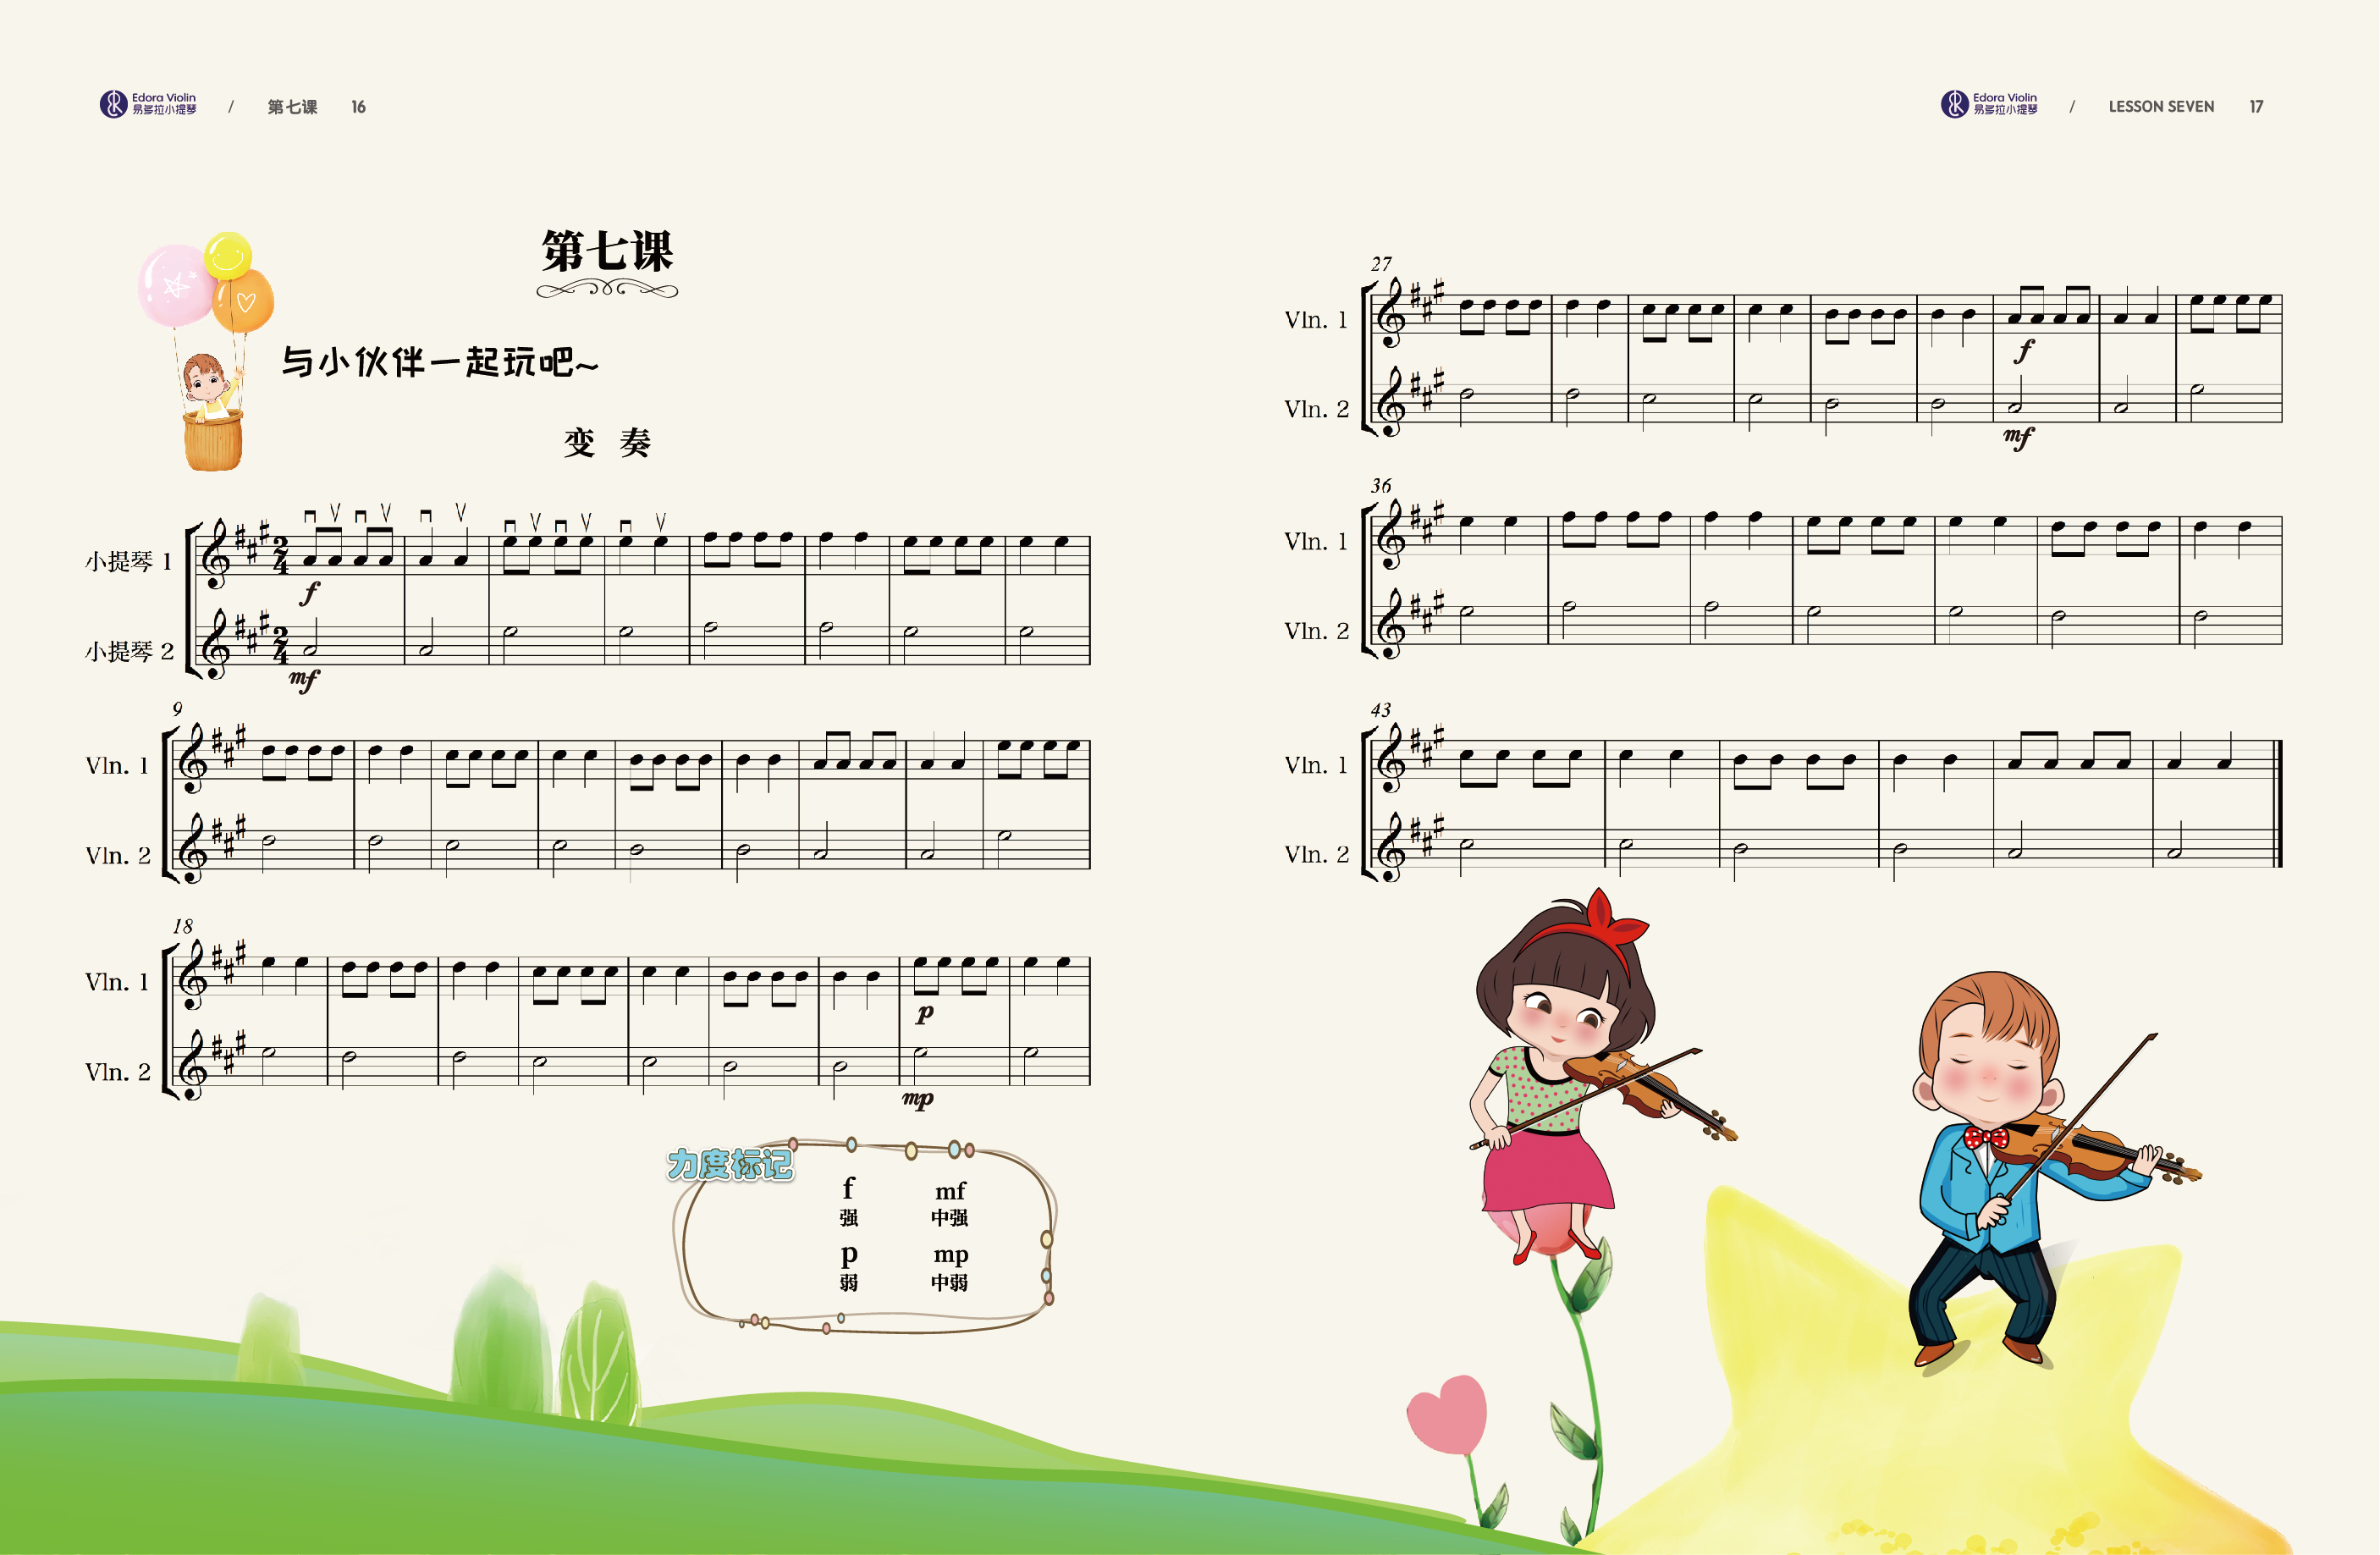 Edora Violin
易多拉小提琴 / 第七课 16
第七课
与小伙伴一起玩吧~
变 奏
小提琴 1
2
4
f
小提琴 2
2
4
mf
9
Vln. 1
Vln. 2
18
Vln. 1
p
Vln. 2
mp
力度标记
f mf
强 中强
p mp
弱 中弱
Edora Violin
易多拉小提琴 / LESSON SEVEN 17
27
Vln. 1
f
Vln. 2
mf
36
Vln. 1
Vln. 2
43
Vln. 1
Vln. 2